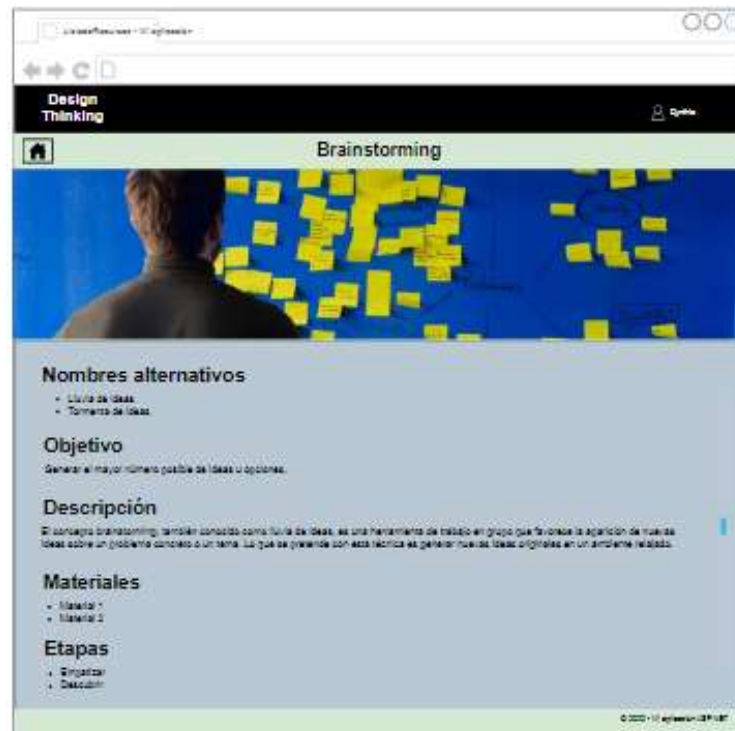 Design
Thinking
Brainstorming
Nombres alternativos
Lluvia de ideas
Tormenta de ideas
Objetivo
Generar el mayor número posible de ideas u opciones.
Descripción
El concepto brainstorming, también conocido como lluvia de ideas, es una herramienta de trabajo en grupo que favorece la aparición de nuevas
ideas sobre un problema concreto o un tema. Lo que se pretende con esta técnica es generar nuevas ideas originales en un ambiente relajado.
Materiales
Material 1
Material 2
Etapas
Empatizar
Descubrir